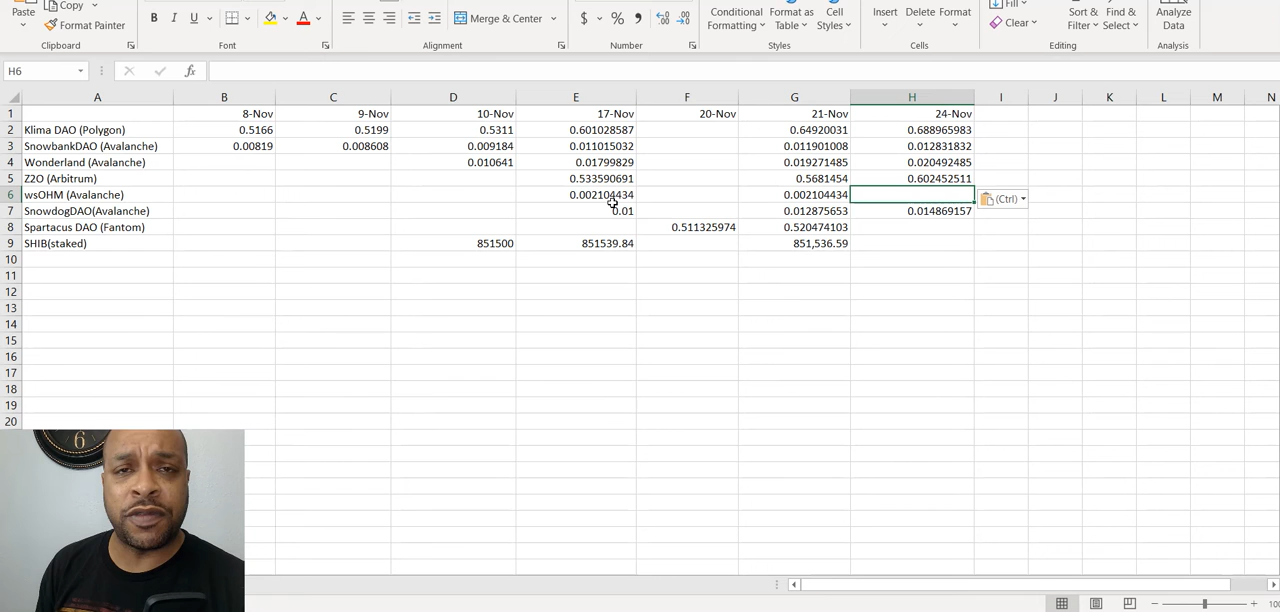 Paste Copy Format Painter B I U A Merge & Center $ % 9 Conditional Formatting Format as Table Cell Styles Insert Delete Format Fill Clear Sort & Filter Find & Select Analyze Data
Clipboard Font Alignment Number Styles Cells Editing Analysis
H6 fx
A B C D E F G H I J K L M N
1 8-Nov 9-Nov 10-Nov 17-Nov 20-Nov 21-Nov 24-Nov
2 Klima DAO (Polygon) 0.5166 0.5199 0.5311 0.601028587 0.64920031 0.688965983
3 SnowbankDAO (Avalanche) 0.00819 0.008608 0.009184 0.011015032 0.011901008 0.012831832
4 Wonderland (Avalanche) 0.010641 0.01799829 0.019271485 0.020492485
5 Z2O (Arbitrum) 0.533590691 0.5681454 0.602452511
6 wsOHM (Avalanche) 0.002104434 0.002104434 (Ctrl)
7 SnowdogDAO(Avalanche) 0.01 0.012875653 0.014869157
8 Spartacus DAO (Fantom) 0.511325974 0.520474103
9 SHIB(staked) 851500 851539.84 851,536.59
10
11
12
13
14
15
16
17
18
19
20
6